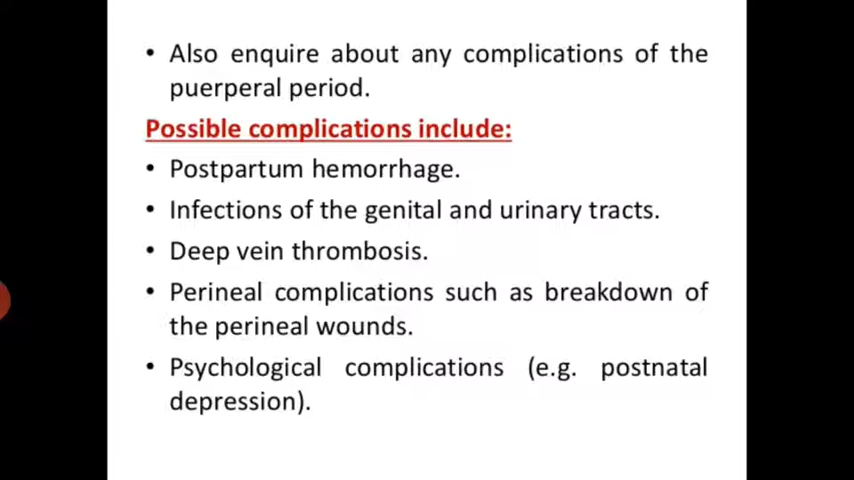 • Also enquire about any complications of the
puerperal period.
Possible complications include:
• Postpartum hemorrhage.
• Infections of the genital and urinary tracts.
• Deep vein thrombosis.
• Perineal complications such as breakdown of
the perineal wounds.
• Psychological complications (e.g. postnatal
depression).